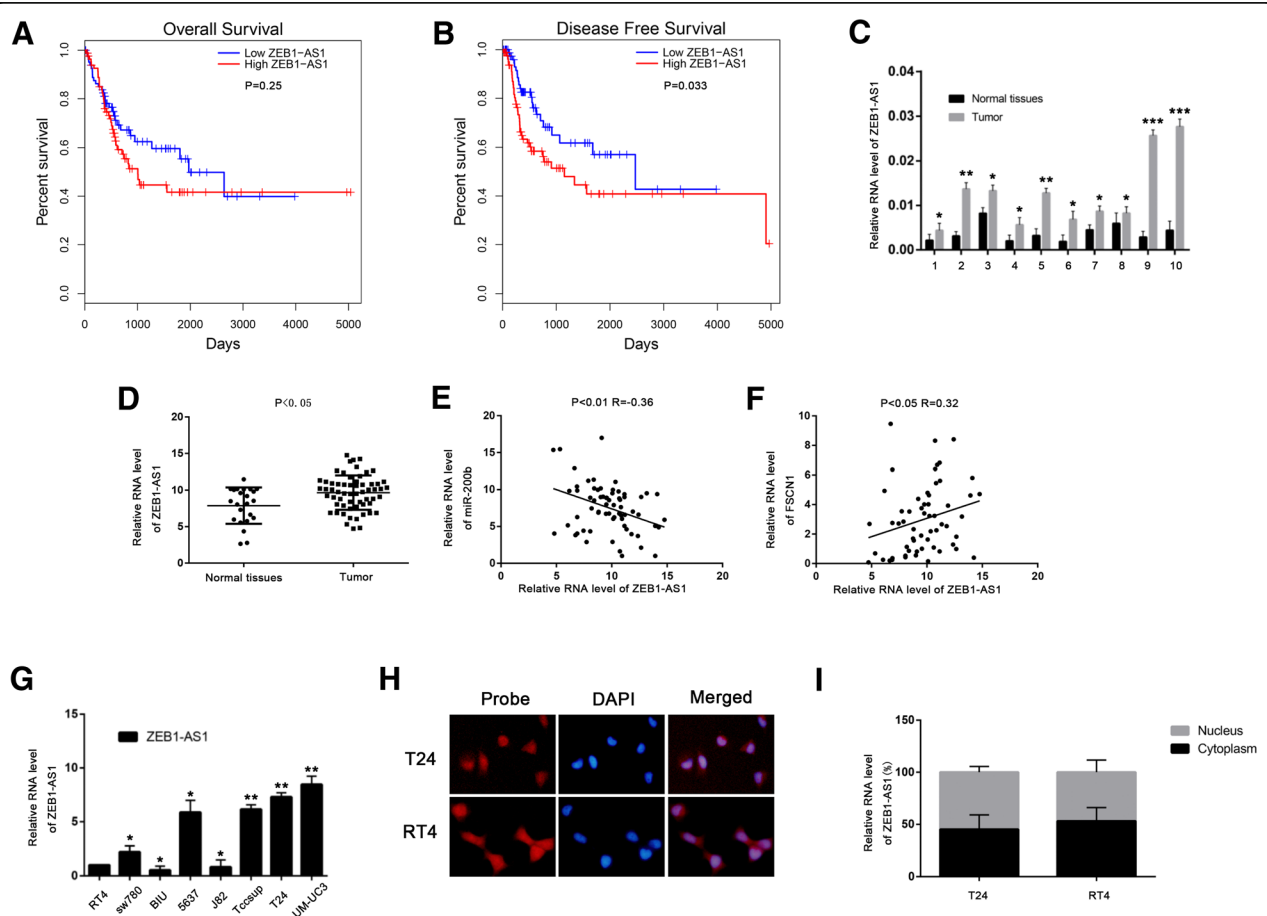 A
Overall Survival
Low ZEB1-AS1
High ZEB1-AS1
P=0.25
Percent survival
1.0
0.8
0.6
0.4
0.2
0.0
0 1000 2000 3000 4000 5000
Days
B
Disease Free Survival
Low ZEB1-AS1
High ZEB1-AS1
P=0.033
Percent survival
1.0
0.8
0.6
0.4
0.2
0.0
0 1000 2000 3000 4000 5000
Days
C
Relative RNA level of ZEB1-AS1
0.04
0.03
0.02
0.01
0.00
Normal tissues
Tumor
* ** * * ** * * * *** ***
1 2 3 4 5 6 7 8 9 10
D
P<0.05
Relative RNA level
of ZEB1-AS1
20
15
10
5
0
Normal tissues Tumor
E
P<0.01 R=-0.36
Relative RNA level
of miR-200b
20
15
10
5
0
0 5 10 15 20
Relative RNA level of ZEB1-AS1
F
P<0.05 R=0.32
Relative RNA level
of FSCN1
10
8
6
4
2
0
0 5 10 15 20
Relative RNA level of ZEB1-AS1
G
Relative RNA level
of ZEB1-AS1
15
10
5
0
ZEB1-AS1
* * * * ** ** **
RT4 sw780 BIU 5637 J82 Tccsup T24 UM-UC3
H
Probe DAPI Merged
T24
RT4
I
Relative RNA level
of ZEB1-AS1(%)
150
100
50
0
Nucleus
Cytoplasm
T24 RT4